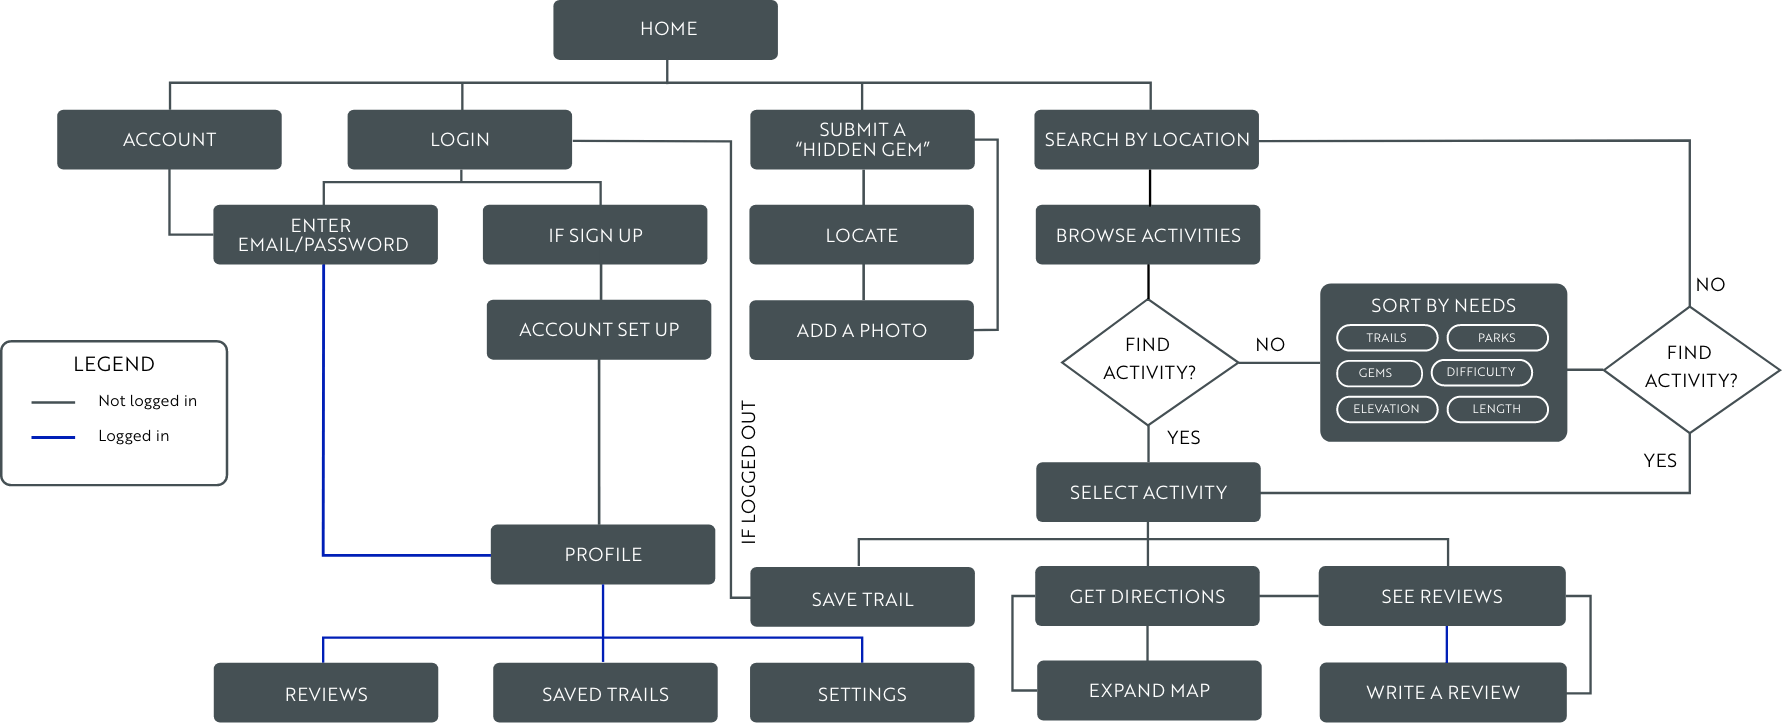 HOME
ACCOUNT
LOGIN
SUBMIT A
“HIDDEN GEM”
SEARCH BY LOCATION
ENTER
EMAIL/PASSWORD
IF SIGN UP
LOCATE
BROWSE ACTIVITIES
NO
SORT BY NEEDS
TRAILS
PARKS
GEMS
DIFFICULTY
ELEVATION
LENGTH
ACCOUNT SET UP
ADD A PHOTO
FIND
ACTIVITY?
NO
FIND
ACTIVITY?
LEGEND
Not logged in
Logged in
IF LOGGED OUT
YES
YES
SELECT ACTIVITY
PROFILE
SAVE TRAIL
GET DIRECTIONS
SEE REVIEWS
REVIEWS
SAVED TRAILS
SETTINGS
EXPAND MAP
WRITE A REVIEW